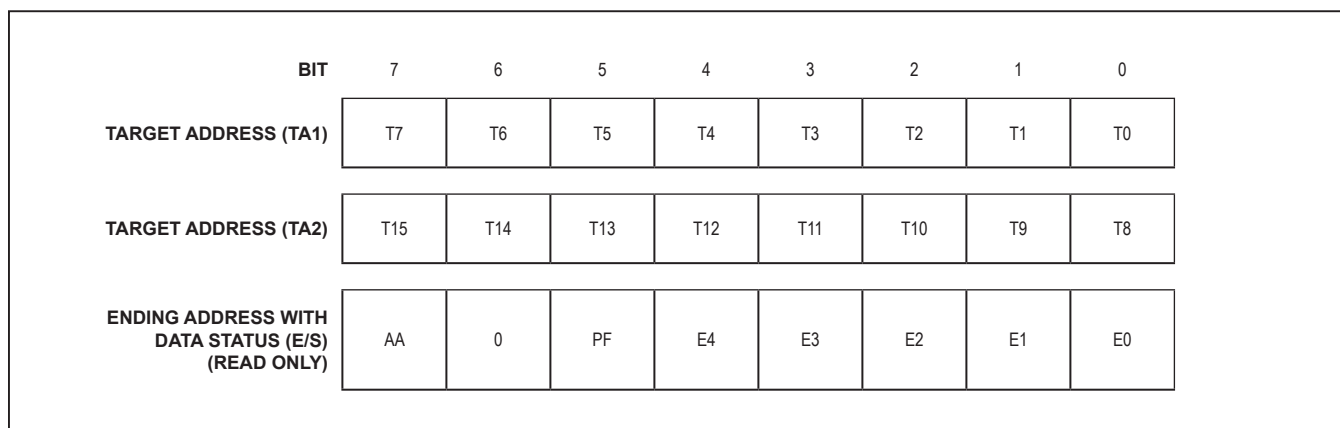 BIT 7 6 5 4 3 2 1 0
TARGET ADDRESS (TA1) T7 T6 T5 T4 T3 T2 T1 T0
TARGET ADDRESS (TA2) T15 T14 T13 T12 T11 T10 T9 T8
ENDING ADDRESS WITH
DATA STATUS (E/S)
(READ ONLY)
AA 0 PF E4 E3 E2 E1 E0